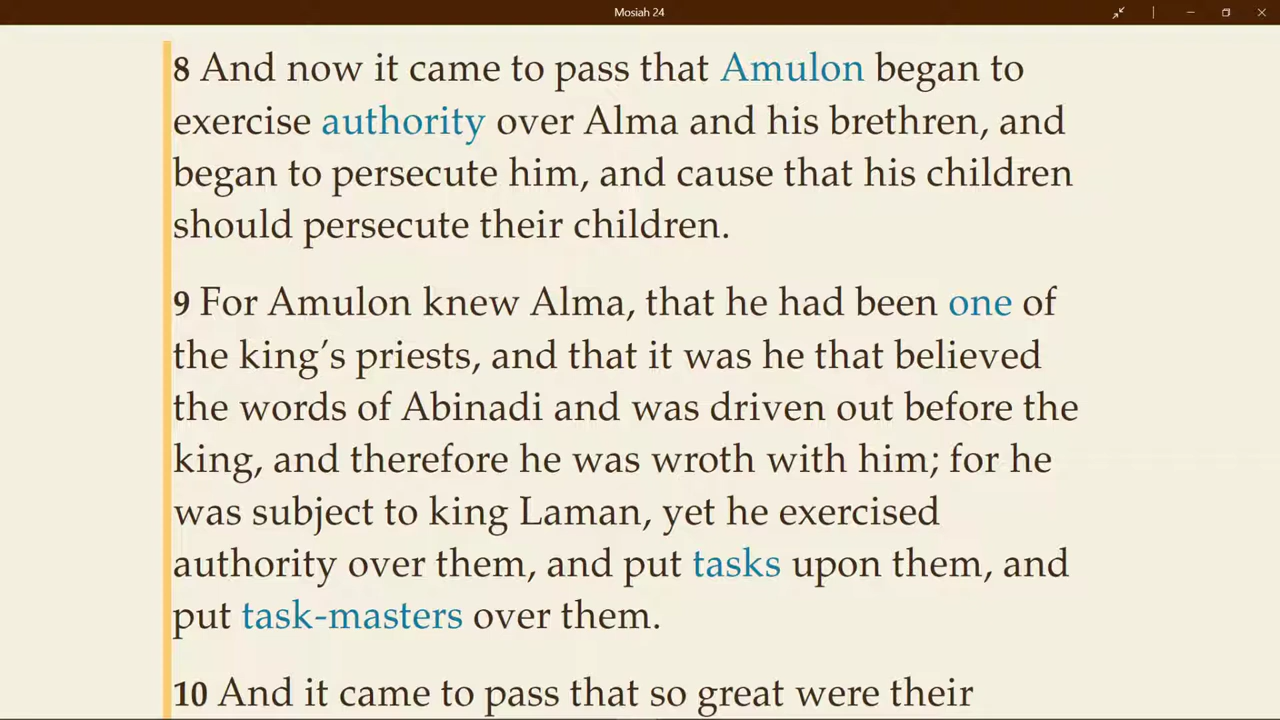 Mosiah 24
8 And now it came to pass that Amulon began to
exercise authority over Alma and his brethren, and
began to persecute him, and cause that his children
should persecute their children.
9 For Amulon knew Alma, that he had been one of
the king’s priests, and that it was he that believed
the words of Abinadi and was driven out before the
king, and therefore he was wroth with him; for he
was subject to king Laman, yet he exercised
authority over them, and put tasks upon them, and
put task-masters over them.
10 And it came to pass that so great were their